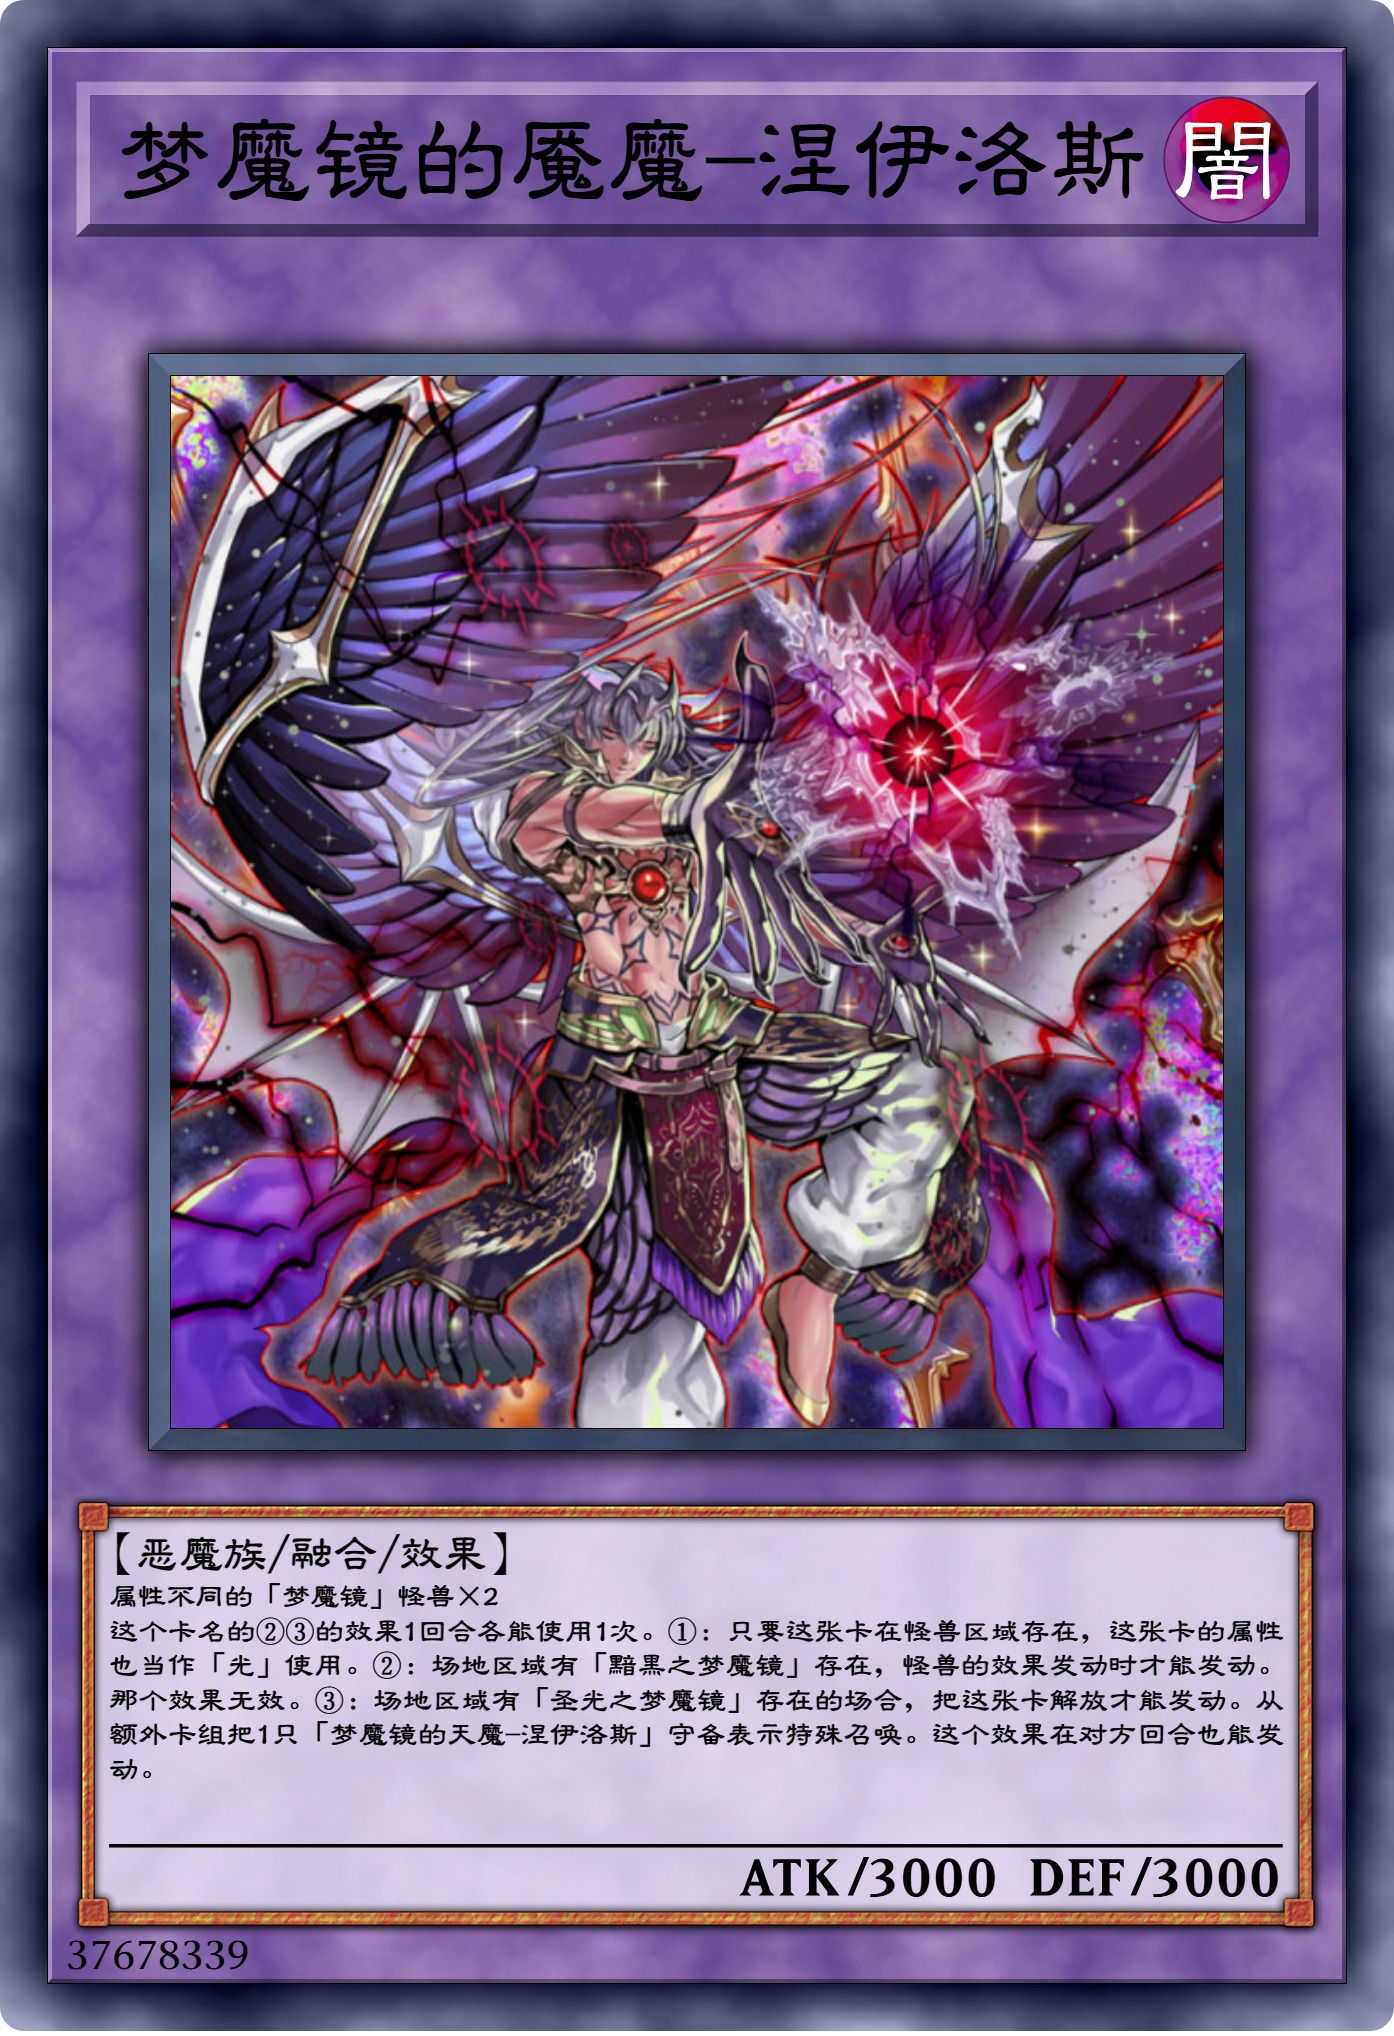 梦魔镜的魇魔-涅伊洛斯 闇
【恶魔族/融合/效果】
属性不同的「梦魔镜」怪兽×2
这个卡名的②③的效果1回合各能使用1次。①：只要这张卡在怪兽区域存在，这张卡的属性
也当作「光」使用。②：场地区域有「黯黑之梦魔镜」存在，怪兽的效果发动时才能发动。
那个效果无效。③：场地区域有「圣光之梦魔镜」存在的场合，把这张卡解放才能发动。从
额外卡组把1只「梦魔镜的天魔-涅伊洛斯」守备表示特殊召唤。这个效果在对方回合也能发
动。
ATK/3000 DEF/3000
37678339